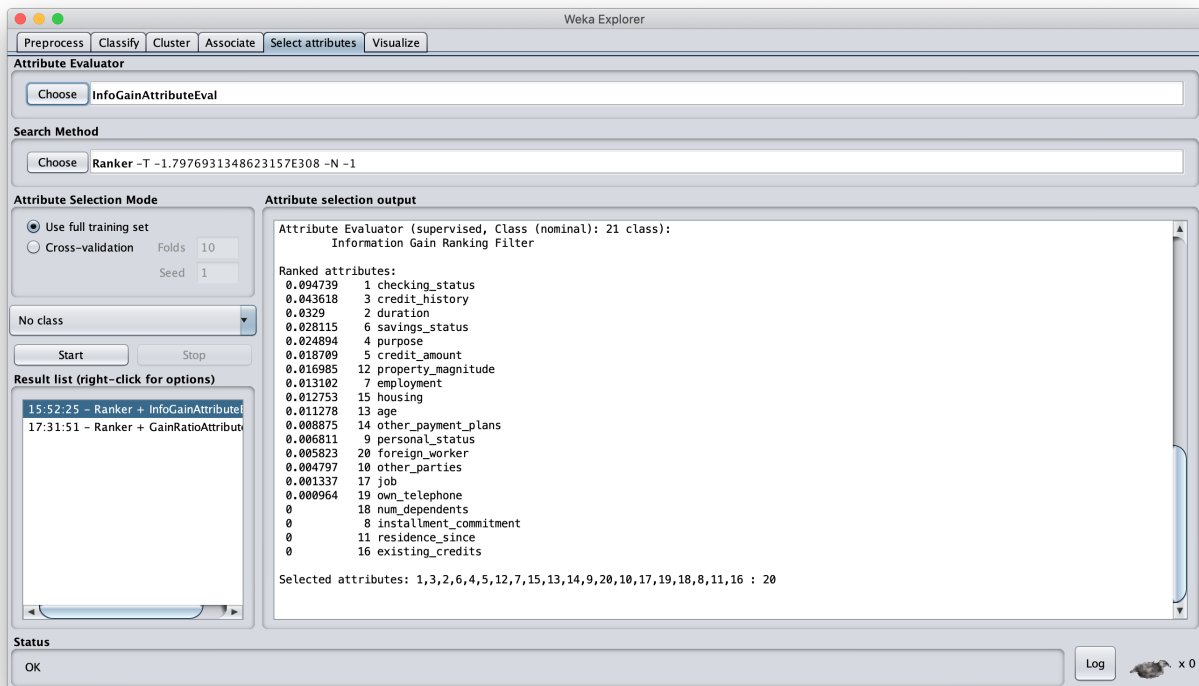 Weka Explorer
Preprocess Classify Cluster Associate Select attributes Visualize
Attribute Evaluator
Choose InfoGainAttributeEval
Search Method
Choose Ranker -T -1.7976931348623157E308 -N -1
Attribute Selection Mode
Use full training set
Cross-validation Folds 10
Seed 1
No class
Start Stop
Result list (right-click for options)
15:52:25 - Ranker + InfoGainAttributeE
17:31:51 - Ranker + GainRatioAttribute
Attribute selection output
Attribute Evaluator (supervised, Class (nominal): 21 class):
Information Gain Ranking Filter
Ranked attributes:
0.094739 1 checking_status
0.043618 3 credit_history
0.0329 2 duration
0.028115 6 savings_status
0.024894 4 purpose
0.018709 5 credit_amount
0.016985 12 property_magnitude
0.013102 7 employment
0.012753 15 housing
0.011278 13 age
0.008875 14 other_payment_plans
0.006811 9 personal_status
0.005823 20 foreign_worker
0.004797 10 other_parties
0.001337 17 job
0.000964 19 own_telephone
0 18 num_dependents
0 8 installment_commitment
0 11 residence_since
0 16 existing_credits
Selected attributes: 1,3,2,6,4,5,12,7,15,13,14,9,20,10,17,19,18,8,11,16 : 20
Status
OK
Log
x 0